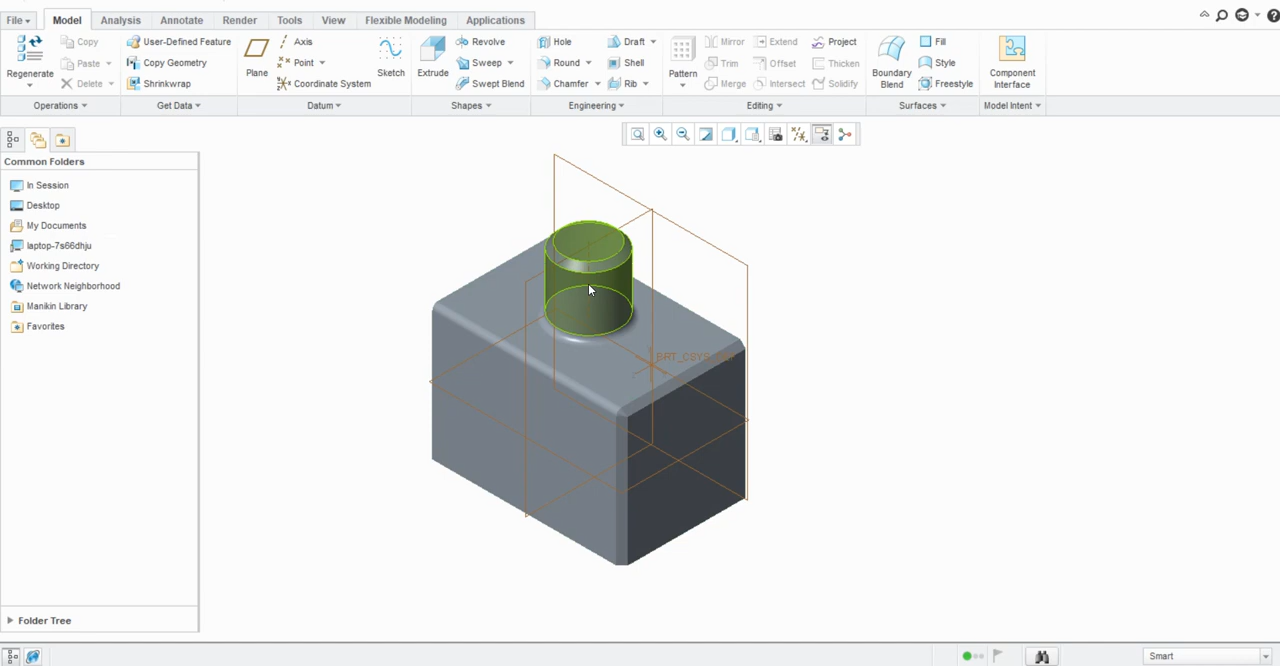 File
Model
Analysis
Annotate
Render
Tools
View
Flexible Modeling
Applications
Regenerate
Copy
Paste
Delete
User-Defined Feature
Copy Geometry
Shrinkwrap
Plane
Axis
Point
Coordinate System
Sketch
Extrude
Revolve
Sweep
Swept Blend
Hole
Round
Chamfer
Draft
Shell
Rib
Pattern
Mirror
Trim
Merge
Extend
Offset
Intersect
Project
Thicken
Solidify
Boundary
Blend
Fill
Style
Freestyle
Component
Interface
Operations
Get Data
Datum
Shapes
Engineering
Editing
Surfaces
Model Intent
Common Folders
In Session
Desktop
My Documents
laptop-7s66dhju
Working Directory
Network Neighborhood
Manikin Library
Favorites
Folder Tree
Smart